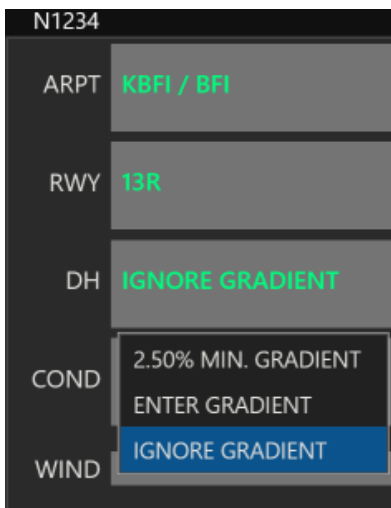 N1234
ARPT KBFI / BFI
RWY 13R
DH IGNORE GRADIENT
COND
2.50% MIN. GRADIENT
ENTER GRADIENT
IGNORE GRADIENT
WIND